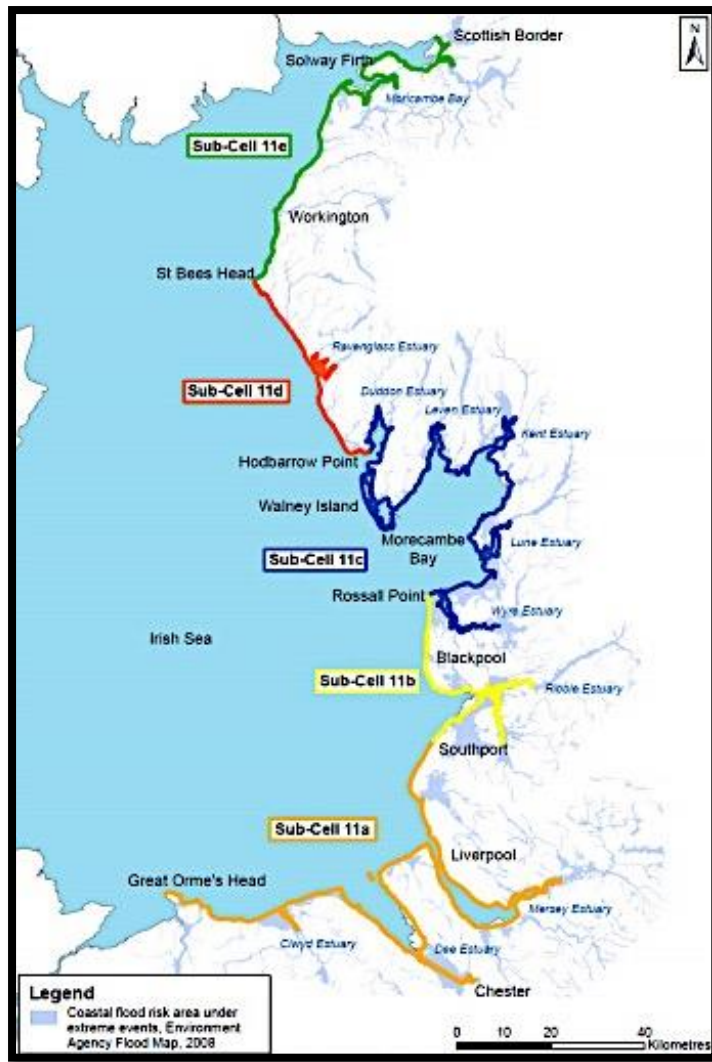 N
Scottish Border
Solway Firth
Moricambe Bay
Sub-Cell 11e
Workington
St Bees Head
Ravenglass Estuary
Sub-Cell 11d
Duddon Estuary
Leven Estuary
Kent Estuary
Hodbarrow Point
Walney Island
Morecambe
Bay
Lune Estuary
Sub-Cell 11c
Rossall Point
Wyre Estuary
Irish Sea
Blackpool
Sub-Cell 11b
Ribble Estuary
Southport
Sub-Cell 11a
Liverpool
Great Orme's Head
Mersey Estuary
Clwyd Estuary
Dee Estuary
Chester
Legend
Coastal flood risk area under
extreme events, Environment
Agency Flood Map, 2008
0 10 20 40
Kilometres